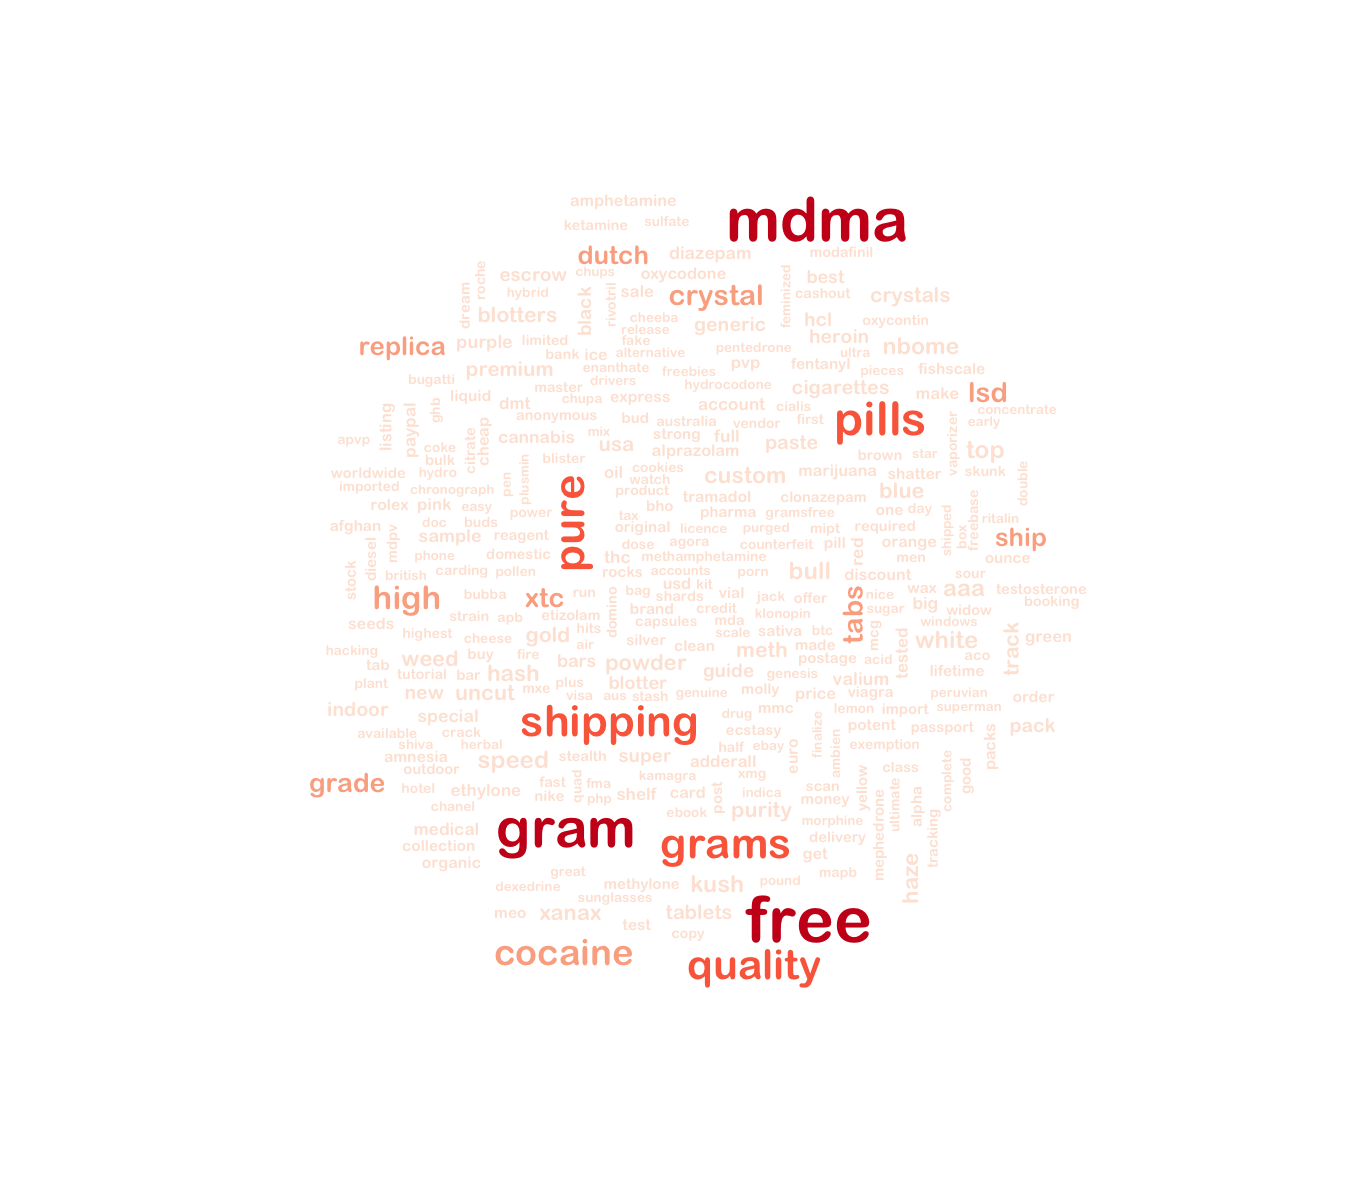 amphetamine
mdma
ketamine
sulfate
dutch
diazepam
modafinil
roche
escrow
chups
oxycodone
feminized
best
dream
hybrid
black
rivotril
sale
crystal
cashout
crystals
blotters
cheeba
generic
hcl
oxycontin
release
replica
purple
limited
fake
heroin
nbome
bank
ice
alternative
pentedrone
ultra
premium
enanthate
freebies
pvp
fentanyl
pieces
fishscale
bugatti
master
drivers
hydrocodone
cigarettes
make
lsd
liquid
ghb
dmt
chupa
express
account
cialis
pills
concentrate
listing
paypal
anonymous
bud
australia
vendor
first
early
apvp
coke
citrate
cheap
cannabis
mix
usa
strong
full
paste
vaporizer
top
bulk
blister
alprazolam
brown
star
worldwide
hydro
plusmin
pen
oil
cookies
custom
marijuana
shatter
skunk
double
imported
chronograph
pure
watch
product
tramadol
clonazepam
blue
rolex
pink
easy
power
bho
pharma
gramsfree
one
day
freebase
afghan
mdpv
doc
buds
tax
original
licence
purged
mipt
required
shipped
box
ritalin
sample
reagent
dose
agora
counterfeit
pill
red
orange
ship
diesel
phone
domestic
thc
methamphetamine
men
ounce
stock
british
carding
pollen
rocks
accounts
porn
bull
discount
sour
high
bubba
xtc
run
domino
bag
usd
kit
shards
vial
jack
offer
tabs
nice
wax
aaa
testosterone
strain
apb
etizolam
brand
credit
klonopin
sugar
big
widow
booking
seeds
capsules
mda
mcg
windows
highest
cheese
gold
hits
silver
scale
sativa
btc
tested
white
track
green
hacking
air
clean
meth
made
tab
weed
buy
fire
bars
powder
postage
acid
aco
plant
tutorial
bar
hash
guide
genesis
valium
lifetime
new
uncut
mxe
plus
blotter
molly
price
viagra
peruvian
order
visa
aus
stash
genuine
indoor
special
shipping
drug
mmc
lemon
import
superman
available
crack
ecstasy
finalize
potent
passport
pack
shiva
herbal
half
ebay
euro
ambien
exemption
packs
amnesia
speed
stealth
super
adderall
outdoor
kamagra
xmg
yellow
class
complete
good
grade
hotel
ethylone
fast
quad
fma
shelf
card
post
indica
scan
ultimate
alpha
nike
php
money
chanel
ebook
purity
morphine
medical
gram
grams
delivery
mephedrone
tracking
collection
get
organic
haze
great
mapb
dexedrine
methylone
kush
pound
sunglasses
meo
xanax
tablets
free
test
copy
cocaine
quality